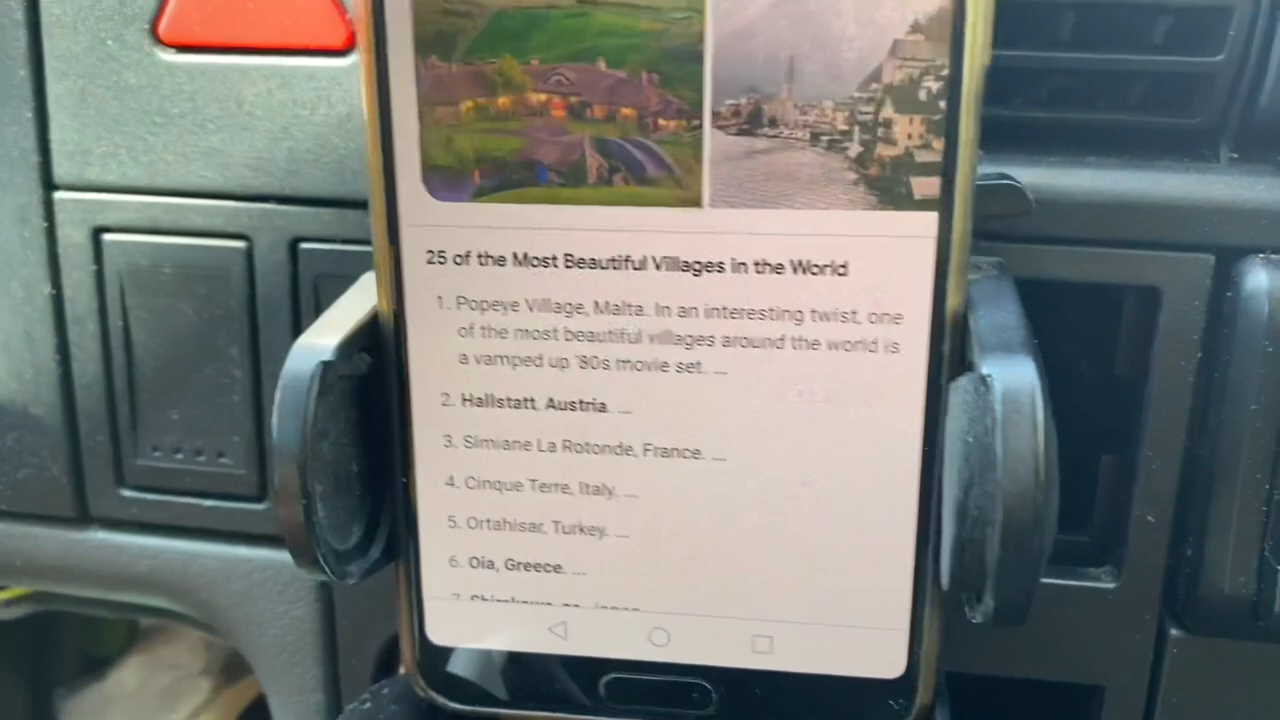 25 of the Most Beautiful Villages in the World
1. Popeye Village, Malta. In an interesting twist, one
of the most beautiful villages around the world is
a vamped up '80s movie set. ...
2. Hallstatt, Austria. ...
3. Simiane La Rotonde, France. ...
4. Cinque Terre, Italy. ...
5. Ortahisar, Turkey. ...
6. Oia, Greece. ...
7.